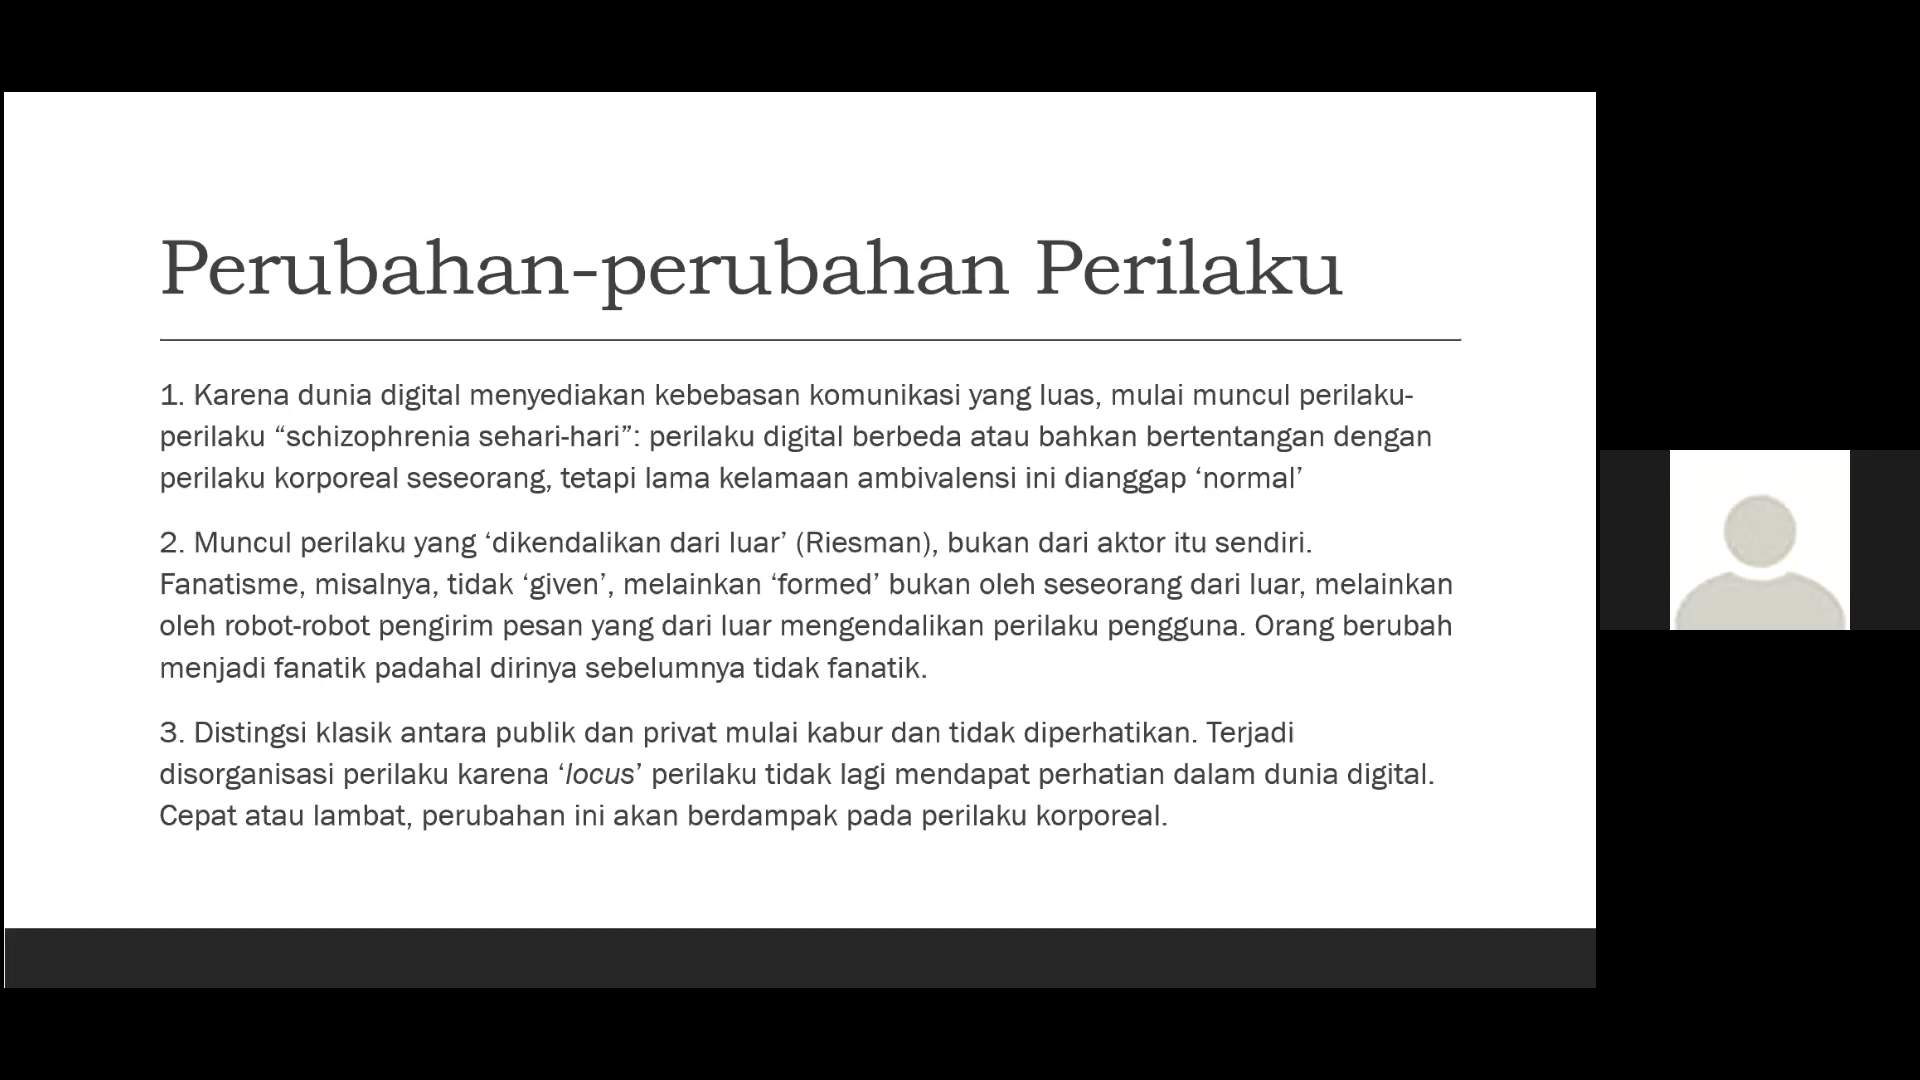 Perubahan-perubahan Perilaku
1. Karena dunia digital menyediakan kebebasan komunikasi yang luas, mulai muncul perilaku-
perilaku “schizophrenia sehari-hari”: perilaku digital berbeda atau bahkan bertentangan dengan
perilaku korporeal seseorang, tetapi lama kelamaan ambivalensi ini dianggap ‘normal’
2. Muncul perilaku yang ‘dikendalikan dari luar’ (Riesman), bukan dari aktor itu sendiri.
Fanatisme, misalnya, tidak ‘given’, melainkan ‘formed’ bukan oleh seseorang dari luar, melainkan
oleh robot-robot pengirim pesan yang dari luar mengendalikan perilaku pengguna. Orang berubah
menjadi fanatik padahal dirinya sebelumnya tidak fanatik.
3. Distingsi klasik antara publik dan privat mulai kabur dan tidak diperhatikan. Terjadi
disorganisasi perilaku karena ‘locus’ perilaku tidak lagi mendapat perhatian dalam dunia digital.
Cepat atau lambat, perubahan ini akan berdampak pada perilaku korporeal.